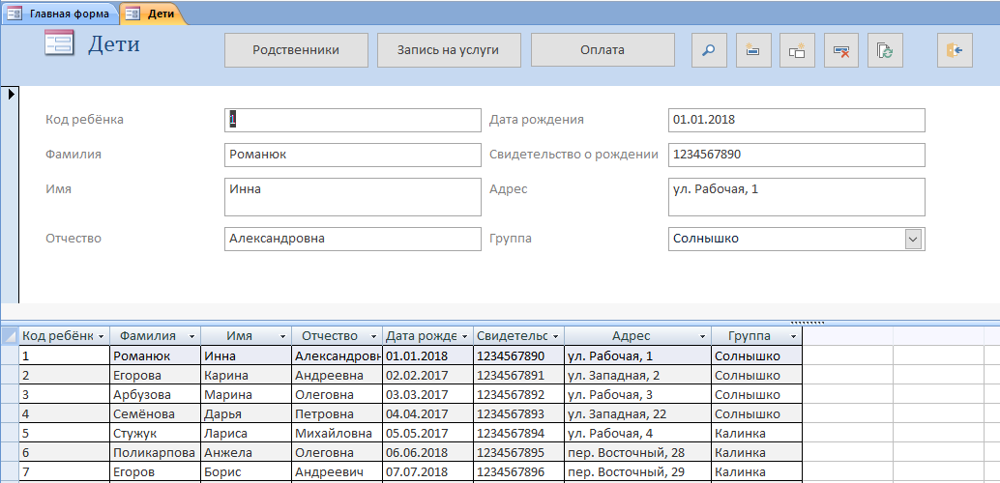 Главная форма Дети
Дети Родственники Запись на услуги Оплата
Код ребёнка 1 Дата рождения 01.01.2018
Фамилия Романюк Свидетельство о рождении 1234567890
Имя Инна Адрес ул. Рабочая, 1
Отчество Александровна Группа Солнышко
Код ребёнк Фамилия Имя Отчество Дата рожде Свидетельс Адрес Группа
1 Романюк Инна Александровн 01.01.2018 1234567890 ул. Рабочая, 1 Солнышко
2 Егорова Карина Андреевна 02.02.2017 1234567891 ул. Западная, 2 Солнышко
3 Арбузова Марина Олеговна 03.03.2017 1234567892 ул. Рабочая, 3 Солнышко
4 Семёнова Дарья Петровна 04.04.2017 1234567893 ул. Западная, 22 Солнышко
5 Стужук Лариса Михайловна 05.05.2017 1234567894 ул. Рабочая, 4 Калинка
6 Поликарпова Анжела Олеговна 06.06.2018 1234567895 пер. Восточный, 28 Калинка
7 Егоров Борис Андреевич 07.07.2018 1234567896 пер. Восточный, 29 Калинка